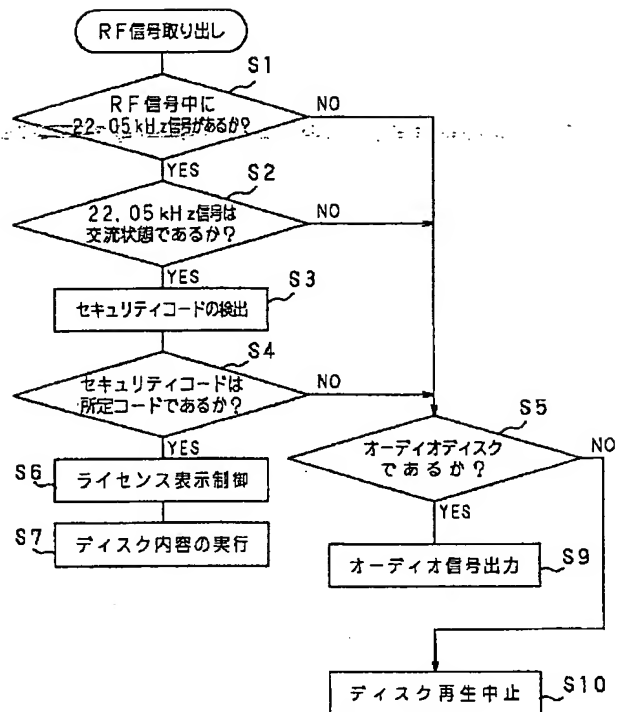 RF信号取り出し
S1
RF信号中に
22.05kHz信号があるか?
NO
YES
S2
22.05kHz信号は
交流状態であるか?
NO
YES
S3
セキュリティコードの検出
S4
セキュリティコードは
所定コードであるか?
NO
YES
S5
オーディオディスク
であるか?
NO
YES
S6
ライセンス表示制御
S7
ディスク内容の実行
オーディオ信号出力
S9
ディスク再生中止
S10